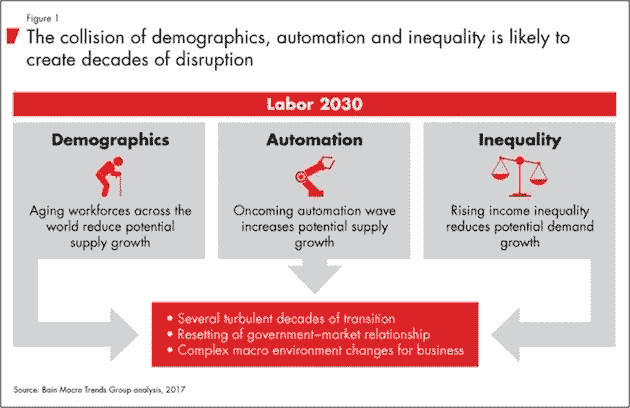 Figure 1
The collision of demographics, automation and inequality is likely to
create decades of disruption
Labor 2030
Demographics
Aging workforces across the
world reduce potential
supply growth
Automation
Oncoming automation wave
increases potential supply
growth
Inequality
Rising income inequality
reduces potential demand
growth
• Several turbulent decades of transition
• Resetting of government–market relationship
• Complex macro environment changes for business
Source: Bain Macro Trends Group analysis, 2017